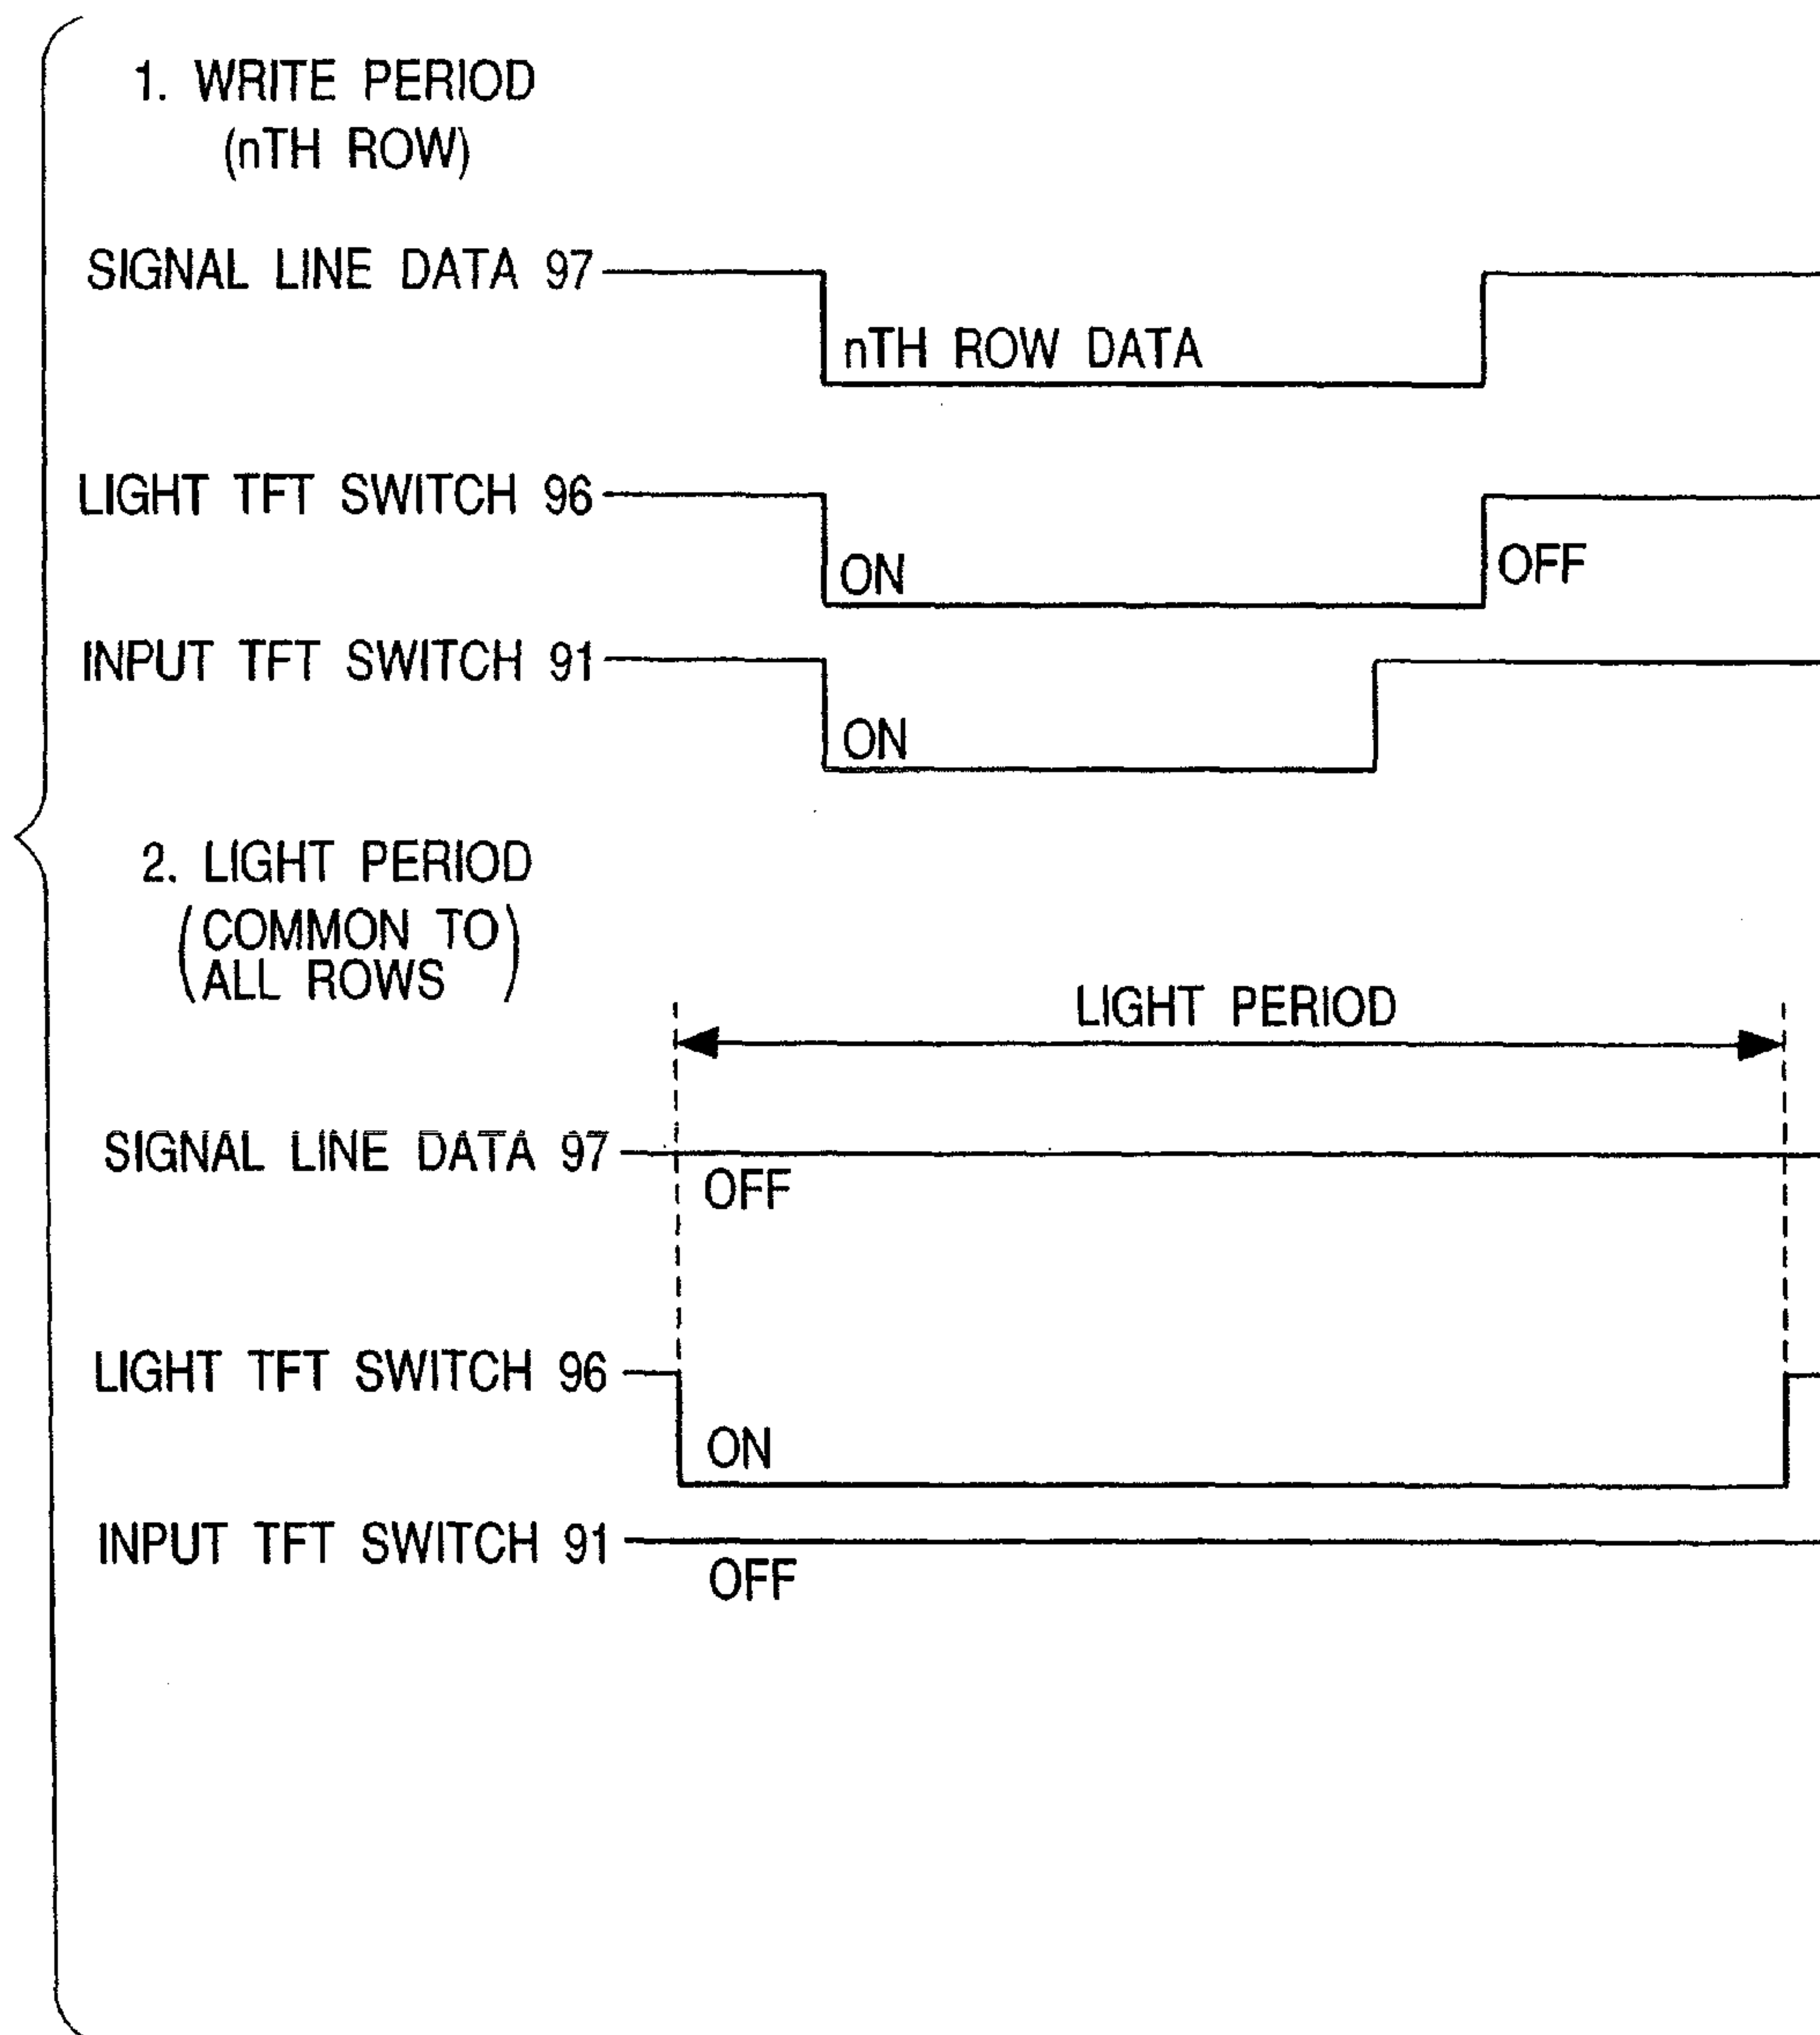 1. WRITE PERIOD
(nTH ROW)
SIGNAL LINE DATA 97
nTH ROW DATA
LIGHT TFT SWITCH 96
ON
OFF
INPUT TFT SWITCH 91
ON
2. LIGHT PERIOD
(COMMON TO
ALL ROWS)
LIGHT PERIOD
SIGNAL LINE DATA 97
OFF
LIGHT TFT SWITCH 96
ON
INPUT TFT SWITCH 91
OFF